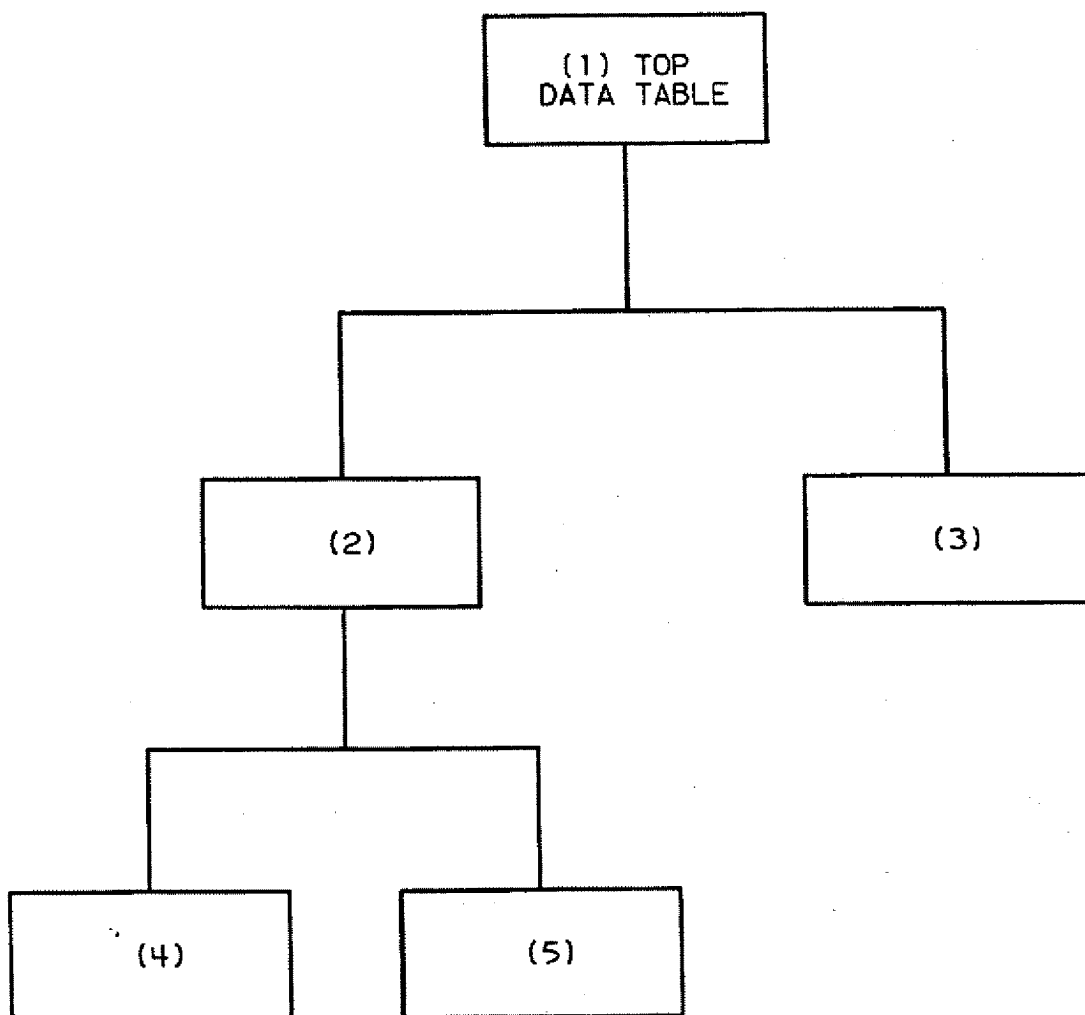 (1) TOP
DATA TABLE
(2)
(3)
(4)
(5)